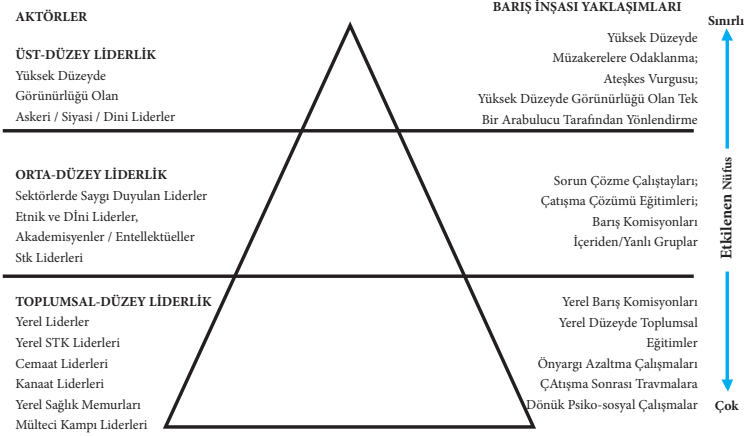 AKTÖRLER
ÜST-DÜZEY LİDERLİK
Yüksek Düzeyde
Görünürlüğü Olan
Askeri / Siyasi / Dini Liderler
ORTA-DÜZEY LİDERLİK
Sektörlerde Saygı Duyulan Liderler
Etnik ve Dİni Liderler,
Akademisyenler / Entellektüeller
Stk Liderleri
TOPLUMSAL-DÜZEY LİDERLİK
Yerel Liderler
Yerel STK Liderleri
Cemaat Liderleri
Kanaat Liderleri
Yerel Sağlık Memurları
Mülteci Kampı Liderleri
BARIŞ İNŞASI YAKLAŞIMLARI
Yüksek Düzeyde
Müzakerelere Odaklanma;
Ateşkes Vurgusu;
Yüksek Düzeyde Görünürlüğü Olan Tek
Bir Arabulucu Tarafından Yönlendirme
Sorun Çözme Çalıştayları;
Çatışma Çözümü Eğitimleri;
Barış Komisyonları
İçeriden/Yanlı Gruplar
Yerel Barış Komisyonları
Yerel Düzeyde Toplumsal
Eğitimler
Önyargı Azaltma Çalışmaları
ÇAtışma Sonrası Travmalara
Dönük Psiko-sosyal Çalışmalar
Sınırlı
Etkilenen Nüfus
Çok